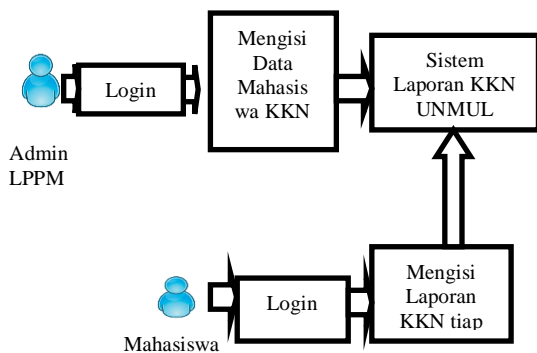 Login
Mengisi
Data
Mahasis
wa KKN
Sistem
Laporan KKN
UNMUL
Admin
LPPM
Mahasiswa
Login
Mengisi
Laporan
KKN tiap